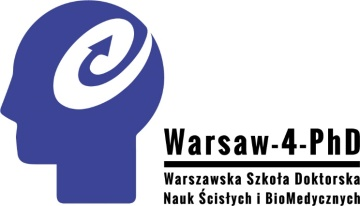 Warsaw-4-PhD
Warszawska Szkoła Doktorska
Nauk Ścisłych i BioMedycznych